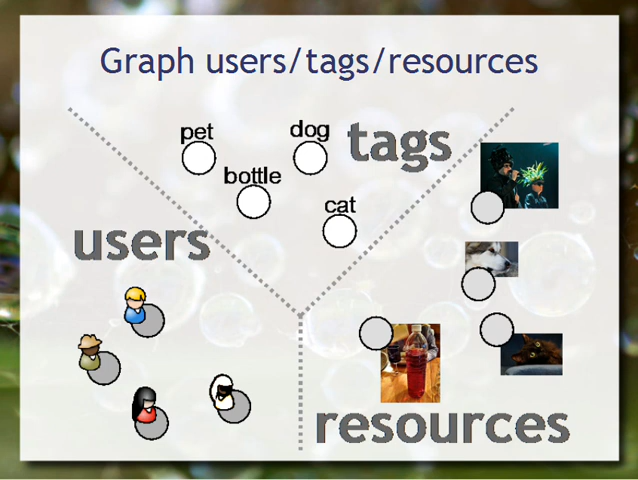 Graph users/tags/resources
pet
dog
tags
bottle
cat
users
resources